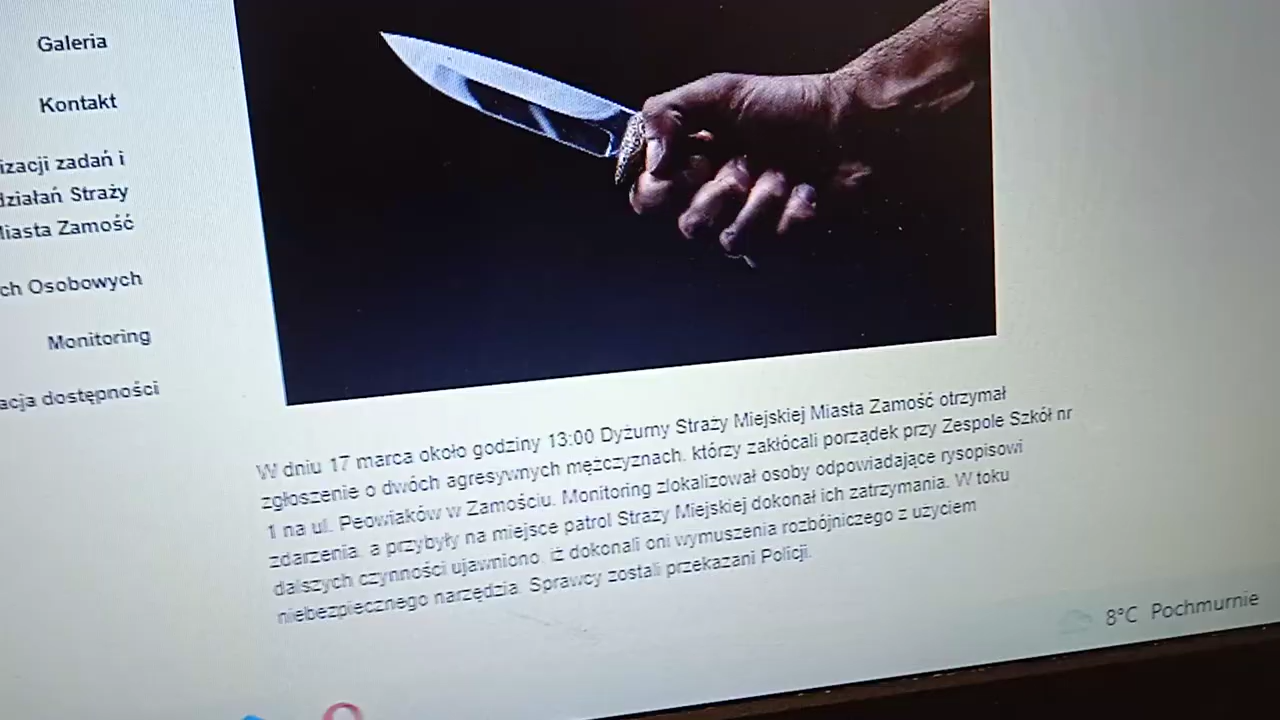 Galeria
Kontakt
izacji zadań i
działań Straży
Miasta Zamość
ch Osobowych
Monitoring
acja dostępności
W dniu 17 marca około godziny 13:00 Dyżurny Straży Miejskiej Miasta Zamość otrzymał
zgłoszenie o dwóch agresywnych mężczyznach, którzy zakłócali porządek przy Zespole Szkół nr
1 na ul. Peowiaków w Zamościu. Monitoring zlokalizował osoby odpowiadające rysopisowi
zdarzenia, a przybyły na miejsce patrol Straży Miejskiej dokonał ich zatrzymania. W toku
dalszych czynności ujawniono, iż dokonali oni wymuszenia rozbójniczego z użyciem
niebezpiecznego narzędzia. Sprawcy zostali przekazani Policji.
8°C Pochmurnie